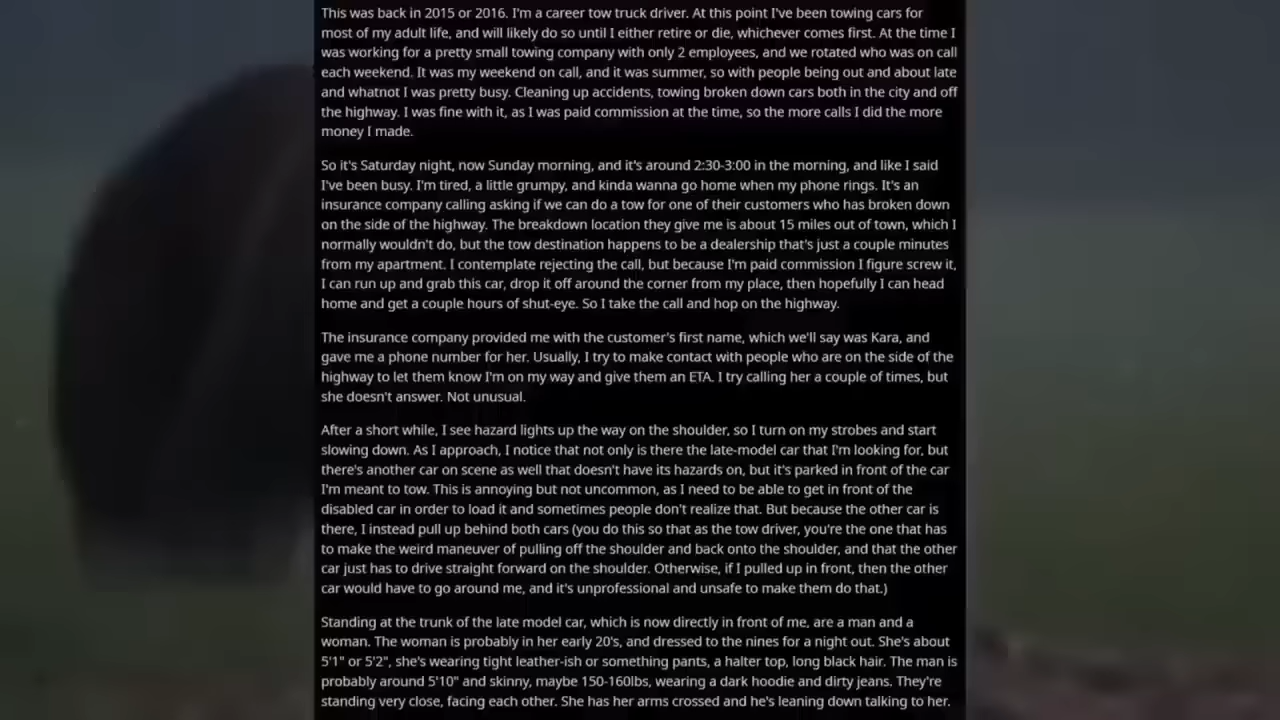 This was back in 2015 or 2016. I'm a career tow truck driver. At this point I've been towing cars for
most of my adult life, and will likely do so until I either retire or die, whichever comes first. At the time I
was working for a pretty small towing company with only 2 employees, and we rotated who was on call
each weekend. It was my weekend on call, and it was summer, so with people being out and about late
and whatnot I was pretty busy. Cleaning up accidents, towing broken down cars both in the city and off
the highway. I was fine with it, as I was paid commission at the time, so the more calls I did the more
money I made.
So it's Saturday night, now Sunday morning, and it's around 2:30-3:00 in the morning, and like I said
I've been busy. I'm tired, a little grumpy, and kinda wanna go home when my phone rings. It's an
insurance company calling asking if we can do a tow for one of their customers who has broken down
on the side of the highway. The breakdown location they give me is about 15 miles out of town, which I
normally wouldn't do, but the tow destination happens to be a dealership that's just a couple minutes
from my apartment. I contemplate rejecting the call, but because I'm paid commission I figure screw it,
I can run up and grab this car, drop it off around the corner from my place, then hopefully I can head
home and get a couple hours of shut-eye. So I take the call and hop on the highway.
The insurance company provided me with the customer's first name, which we'll say was Kara, and
gave me a phone number for her. Usually, I try to make contact with people who are on the side of the
highway to let them know I'm on my way and give them an ETA. I try calling her a couple of times, but
she doesn't answer. Not unusual.
After a short while, I see hazard lights up the way on the shoulder, so I turn on my strobes and start
slowing down. As I approach, I notice that not only is there the late-model car that I'm looking for, but
there's another car on scene as well that doesn't have its hazards on, but it's parked in front of the car
I'm meant to tow. This is annoying but not uncommon, as I need to be able to get in front of the
disabled car in order to load it and sometimes people don't realize that. But because the other car is
there, I instead pull up behind both cars (you do this so that as the tow driver, you're the one that has
to make the weird maneuver of pulling off the shoulder and back onto the shoulder, and that the other
car just has to drive straight forward on the shoulder. Otherwise, if I pulled up in front, then the other
car would have to go around me, and it's unprofessional and unsafe to make them do that.)
Standing at the trunk of the late model car, which is now directly in front of me, are a man and a
woman. The woman is probably in her early 20's, and dressed to the nines for a night out. She's about
5'1" or 5'2", she's wearing tight leather-ish or something pants, a halter top, long black hair. The man is
probably around 5'10" and skinny, maybe 150-160lbs, wearing a dark hoodie and dirty jeans. They're
standing very close, facing each other. She has her arms crossed and he's leaning down talking to her.